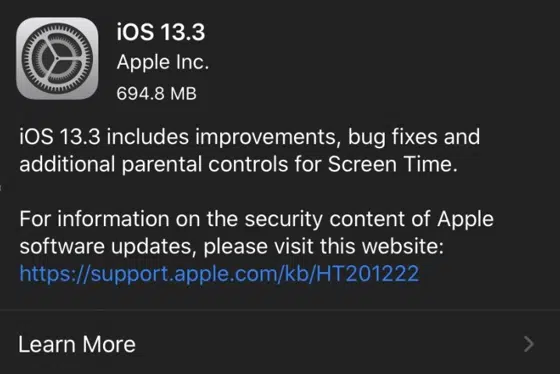 iOS 13.3
Apple Inc.
694.8 MB
iOS 13.3 includes improvements, bug fixes and
additional parental controls for Screen Time.
For information on the security content of Apple
software updates, please visit this website:
https://support.apple.com/kb/HT201222
Learn More